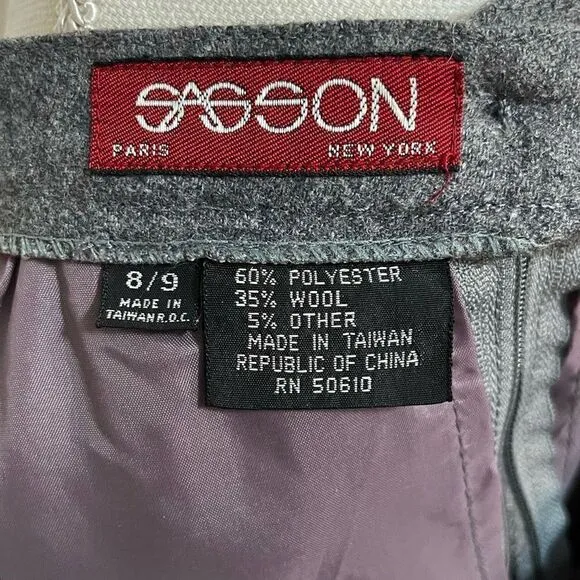 SASSON
PARIS NEW YORK
8/9
MADE IN
TAIWAN R.O.C.
60% POLYESTER
35% WOOL
5% OTHER
MADE IN TAIWAN
REPUBLIC OF CHINA
RN 50610